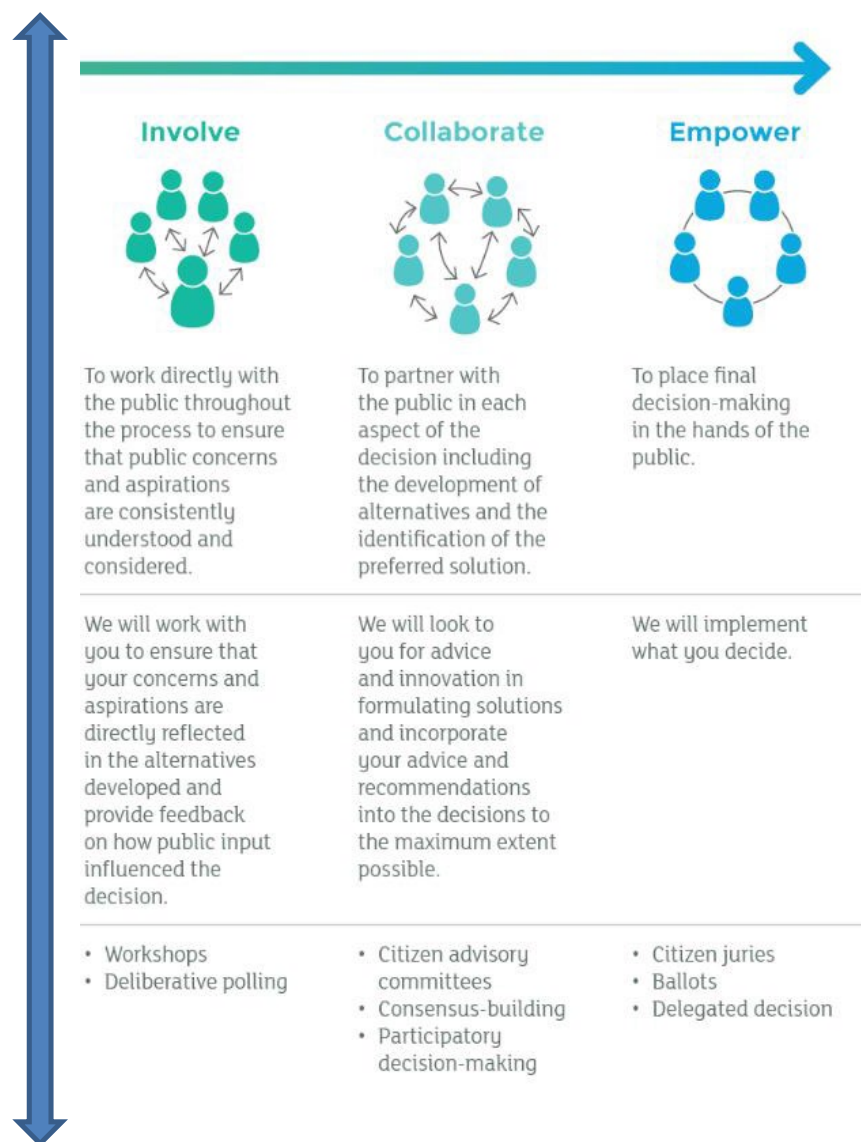 Involve
Collaborate
Empower
To work directly with
the public throughout
the process to ensure
that public concerns
and aspirations
are consistently
understood and
considered.
To partner with
the public in each
aspect of the
decision including
the development of
alternatives and the
identification of the
preferred solution.
To place final
decision-making
in the hands of the
public.
We will work with
you to ensure that
your concerns and
aspirations are
directly reflected
in the alternatives
developed and
provide feedback
on how public input
influenced the
decision.
We will look to
you for advice
and innovation in
formulating solutions
and incorporate
your advice and
recommendations
into the decisions to
the maximum extent
possible.
We will implement
what you decide.
• Workshops
• Deliberative polling
• Citizen advisory
committees
• Consensus-building
• Participatory
decision-making
• Citizen juries
• Ballots
• Delegated decision